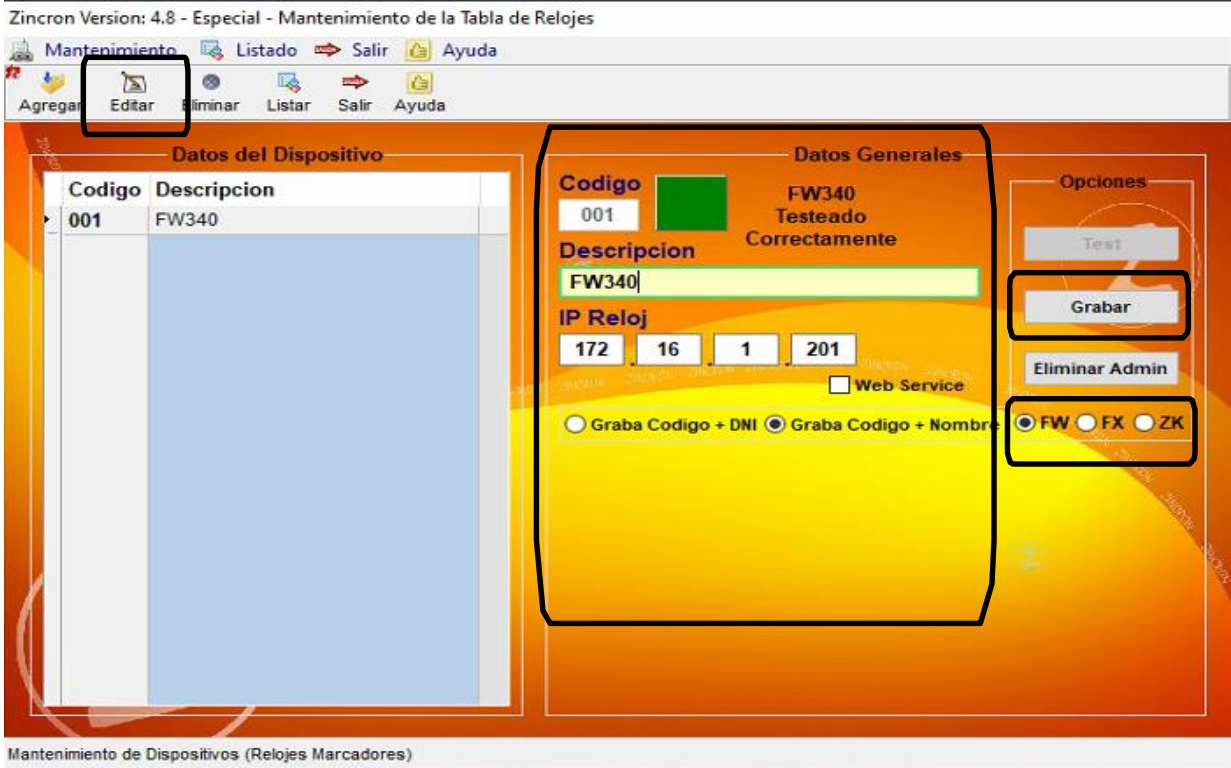 Zincron Version: 4.8 - Especial - Mantenimiento de la Tabla de Relojes
Mantenimiento Listado Salir Ayuda
Agregar Editar Eliminar Listar Salir Ayuda
Datos del Dispositivo
Codigo Descripcion
001 FW340
Datos Generales
Codigo
001
FW340
Testeado
Correctamente
Descripcion
FW340
IP Reloj
172 . 16 . 1 . 201
Web Service
Graba Codigo + DNI Graba Codigo + Nombre
Opciones
Test
Grabar
Eliminar Admin
FW FX ZK
Mantenimiento de Dispositivos (Relojes Marcadores)